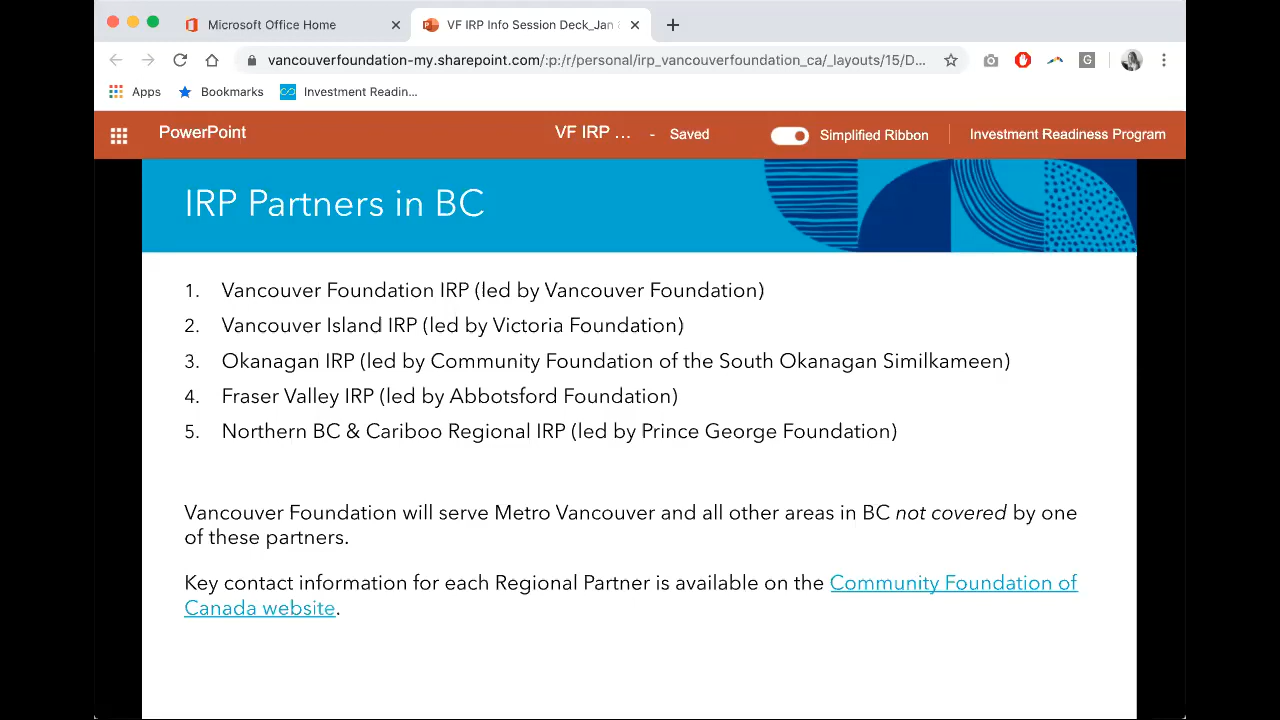 Microsoft Office Home
VF IRP Info Session Deck_Jan
vancouverfoundation-my.sharepoint.com/:p:/r/personal/irp_vancouverfoundation_ca/_layouts/15/D...
Apps
Bookmarks
Investment Readin...
PowerPoint
VF IRP ... - Saved
Simplified Ribbon
Investment Readiness Program
IRP Partners in BC
1. Vancouver Foundation IRP (led by Vancouver Foundation)
2. Vancouver Island IRP (led by Victoria Foundation)
3. Okanagan IRP (led by Community Foundation of the South Okanagan Similkameen)
4. Fraser Valley IRP (led by Abbotsford Foundation)
5. Northern BC & Cariboo Regional IRP (led by Prince George Foundation)
Vancouver Foundation will serve Metro Vancouver and all other areas in BC not covered by one
of these partners.
Key contact information for each Regional Partner is available on the Community Foundation of
Canada website.